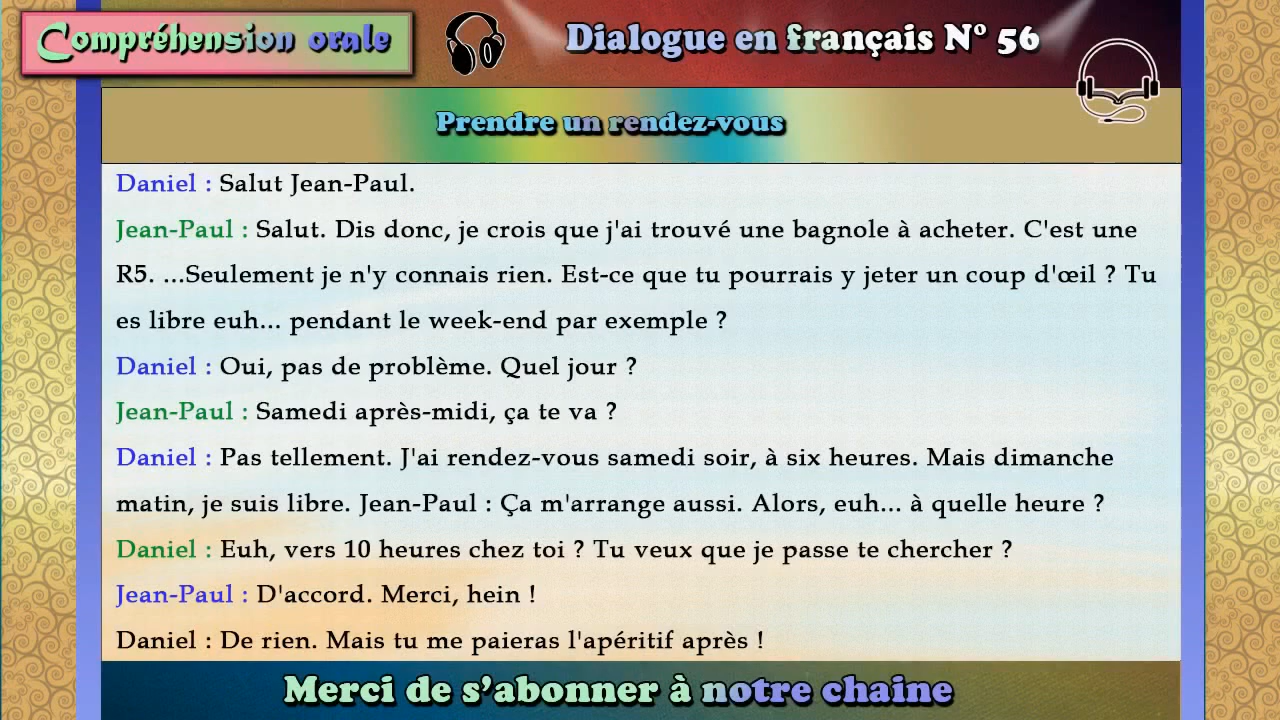 Compréhension orale
Dialogue en français N° 56
Prendre un rendez-vous
Daniel : Salut Jean-Paul.
Jean-Paul : Salut. Dis donc, je crois que j'ai trouvé une bagnole à acheter. C'est une
R5. ...Seulement je n'y connais rien. Est-ce que tu pourrais y jeter un coup d'œil ? Tu
es libre euh... pendant le week-end par exemple ?
Daniel : Oui, pas de problème. Quel jour ?
Jean-Paul : Samedi après-midi, ça te va ?
Daniel : Pas tellement. J'ai rendez-vous samedi soir, à six heures. Mais dimanche
matin, je suis libre. Jean-Paul : Ça m'arrange aussi. Alors, euh... à quelle heure ?
Daniel : Euh, vers 10 heures chez toi ? Tu veux que je passe te chercher ?
Jean-Paul : D'accord. Merci, hein !
Daniel : De rien. Mais tu me paieras l'apéritif après !
Merci de s'abonner à notre chaine